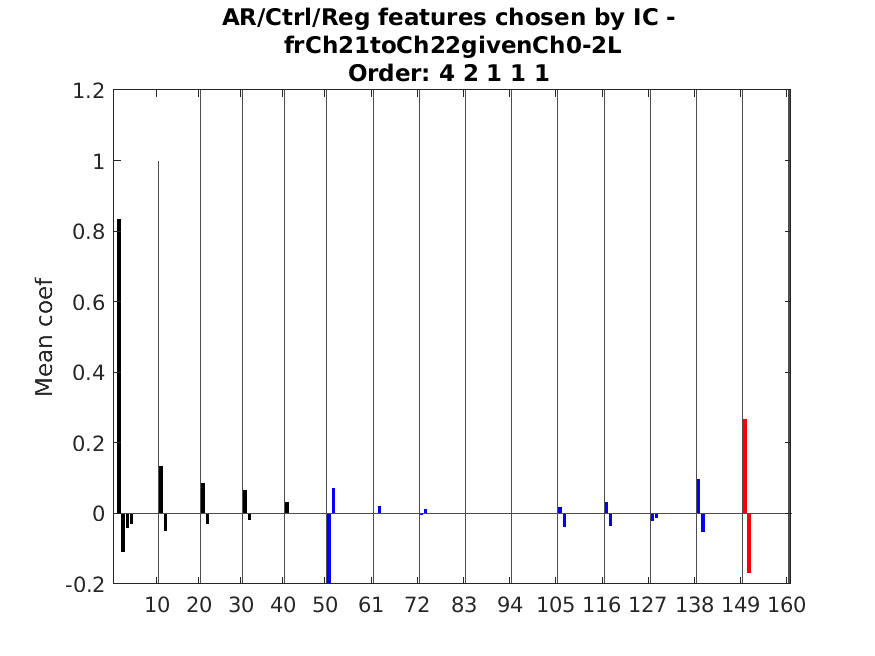 AR/Ctrl/Reg features chosen by IC -
frCh21toCh22givenCh0-2L
Order: 4 2 1 1 1
Mean coef
1.2
1
0.8
0.6
0.4
0.2
0
-0.2
10 20 30 40 50 61 72 83 94 105 116 127 138 149 160